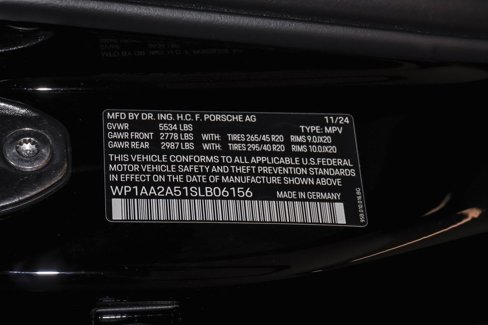 MFD BY DR. ING. H.C. F. PORSCHE AG 11/24
GVWR 5534 LBS TYPE: MPV
GAWR FRONT 2778 LBS WITH: TIRES 265/45 R20 RIMS 9.0JX20
GAWR REAR 2987 LBS WITH: TIRES 295/40 R20 RIMS 10.0JX20
THIS VEHICLE CONFORMS TO ALL APPLICABLE U.S.FEDERAL
MOTOR VEHICLE SAFETY AND THEFT PREVENTION STANDARDS
IN EFFECT ON THE DATE OF MANUFACTURE SHOWN ABOVE
WP1AA2A51SLB06156 MADE IN GERMANY